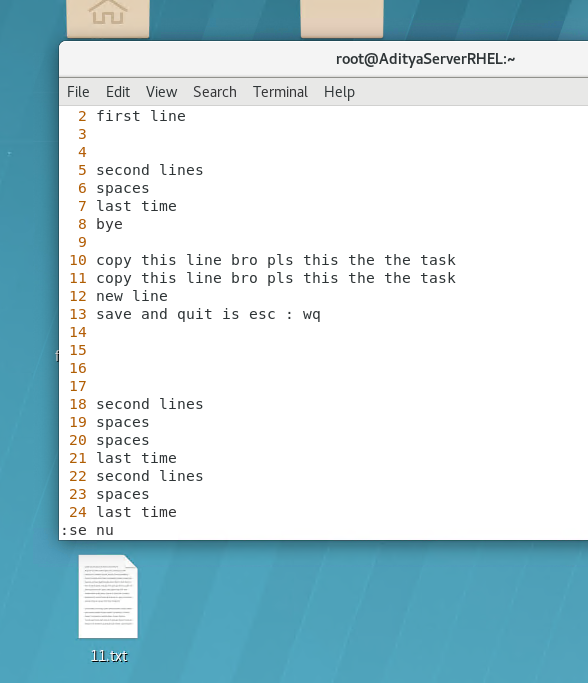 root@AdityaServerRHEL:~
File Edit View Search Terminal Help
2 first line
3
4
5 second lines
6 spaces
7 last time
8 bye
9
10 copy this line bro pls this the the task
11 copy this line bro pls this the the task
12 new line
13 save and quit is esc : wq
14
15
16
17
18 second lines
19 spaces
20 spaces
21 last time
22 second lines
23 spaces
24 last time
:se nu
11.txt